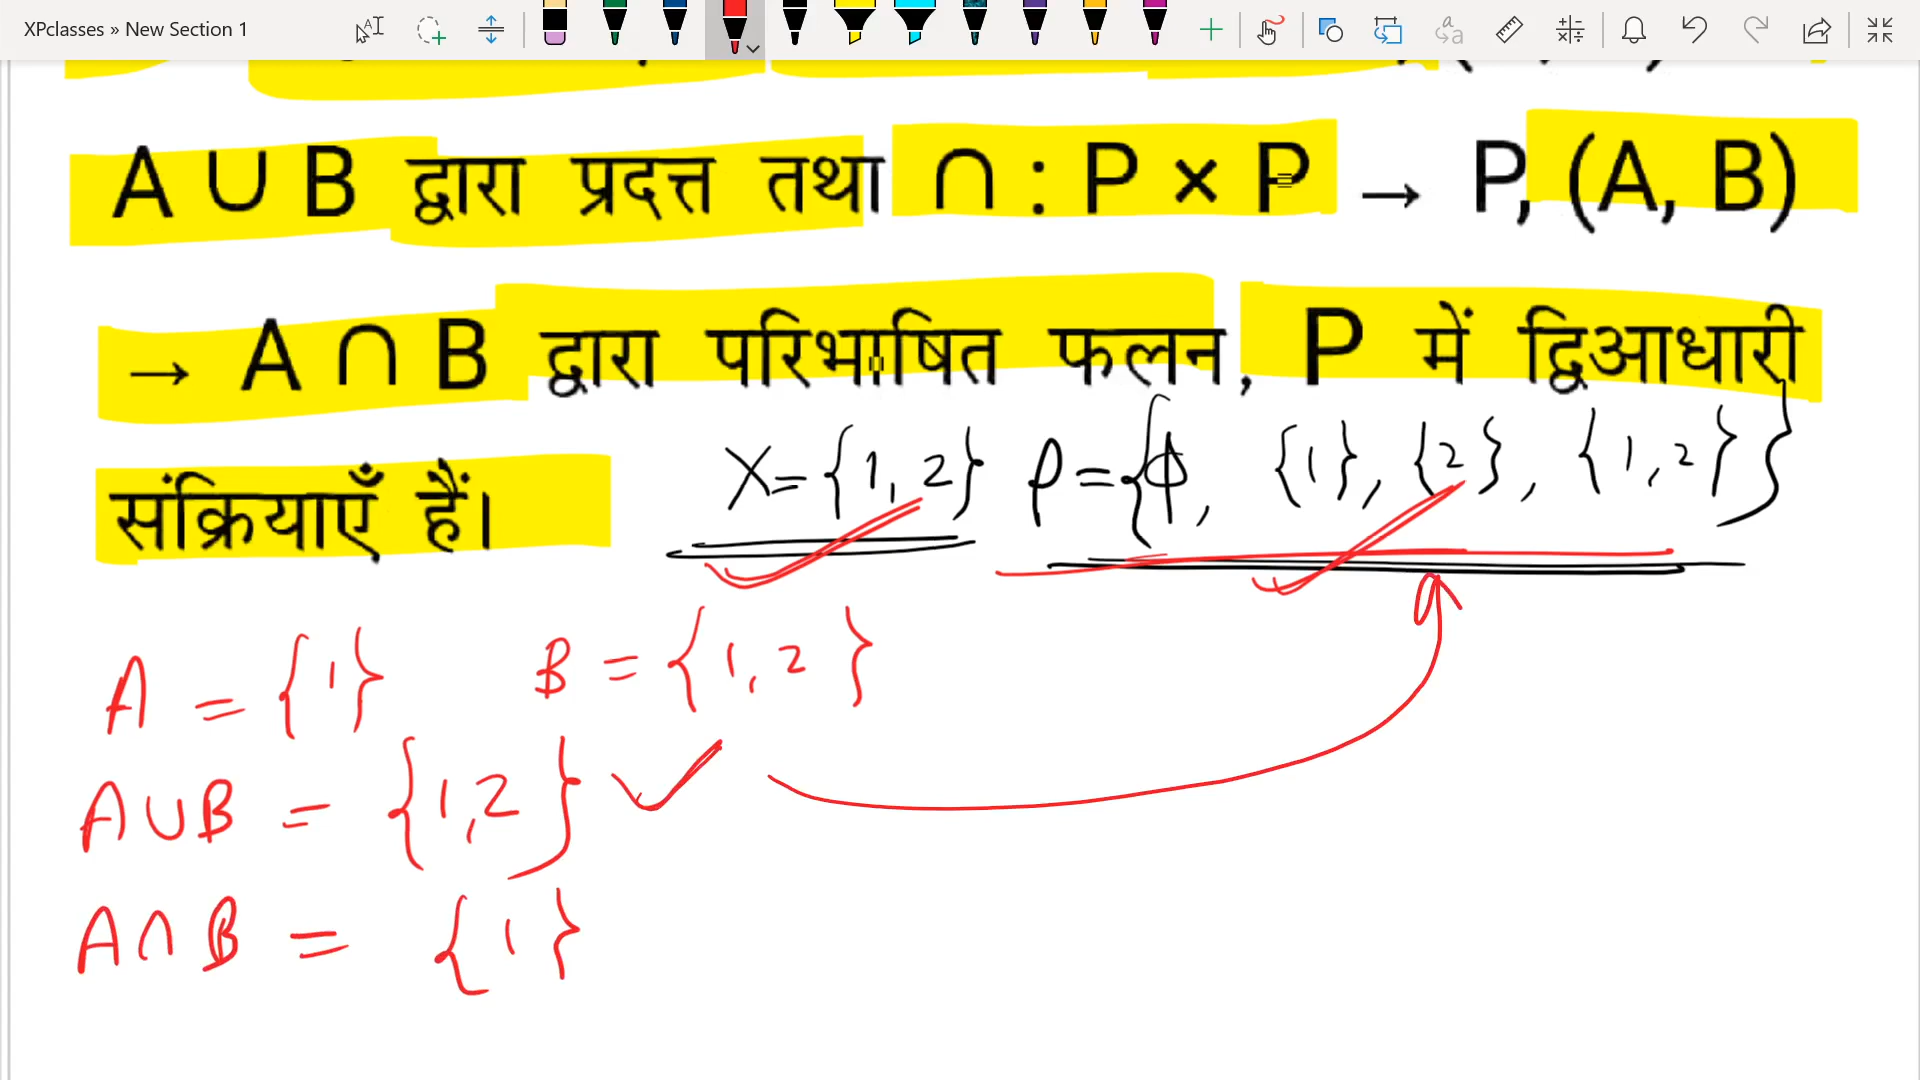 XPclasses » New Section 1
A ∪ B द्वारा प्रदत्त तथा ∩ : P × P → P, (A, B)
→ A ∩ B द्वारा परिभाषित फलन, P में द्विआधारी
संक्रियाएँ हैं।
X = {1, 2} P = {ϕ, {1}, {2}, {1, 2}}
A = {1} B = {1, 2}
A∪B = {1, 2}
A∩B = {1}